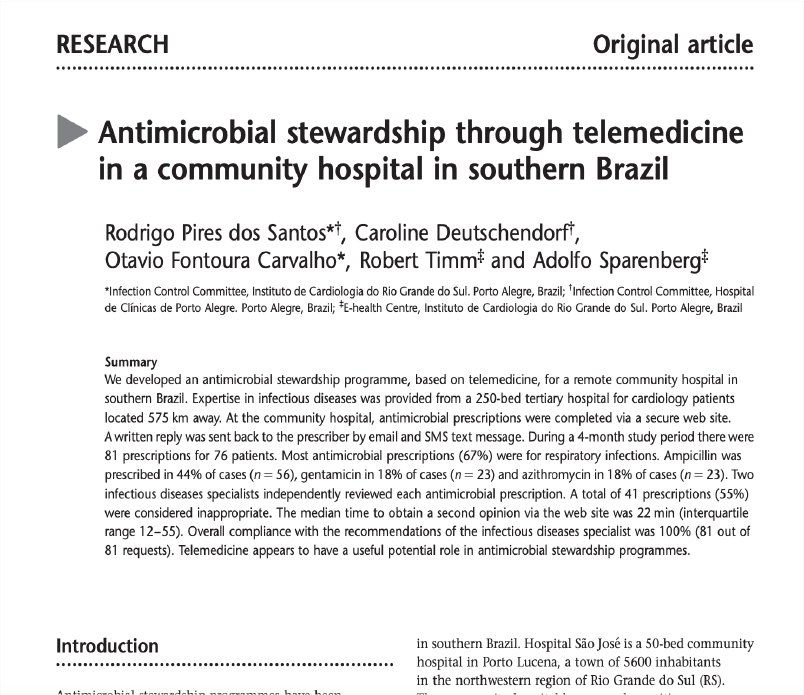 RESEARCH
Original article
Antimicrobial stewardship through telemedicine
in a community hospital in southern Brazil
Rodrigo Pires dos Santos*†, Caroline Deutschendorf†,
Otavio Fontoura Carvalho*, Robert Timm‡ and Adolfo Sparenberg‡
*Infection Control Committee, Instituto de Cardiologia do Rio Grande do Sul. Porto Alegre, Brazil; †Infection Control Committee, Hospital
de Clínicas de Porto Alegre. Porto Alegre, Brazil; ‡E-health Centre, Instituto de Cardiologia do Rio Grande do Sul. Porto Alegre, Brazil
Summary
We developed an antimicrobial stewardship programme, based on telemedicine, for a remote community hospital in
southern Brazil. Expertise in infectious diseases was provided from a 250-bed tertiary hospital for cardiology patients
located 575 km away. At the community hospital, antimicrobial prescriptions were completed via a secure web site.
A written reply was sent back to the prescriber by email and SMS text message. During a 4-month study period there were
81 prescriptions for 76 patients. Most antimicrobial prescriptions (67%) were for respiratory infections. Ampicillin was
prescribed in 44% of cases (n = 56), gentamicin in 18% of cases (n = 23) and azithromycin in 18% of cases (n = 23). Two
infectious diseases specialists independently reviewed each antimicrobial prescription. A total of 41 prescriptions (55%)
were considered inappropriate. The median time to obtain a second opinion via the web site was 22 min (interquartile
range 12–55). Overall compliance with the recommendations of the infectious diseases specialist was 100% (81 out of
81 requests). Telemedicine appears to have a useful potential role in antimicrobial stewardship programmes.
Introduction
Antimicrobial stewardship programmes have been
in southern Brazil. Hospital São José is a 50-bed community
hospital in Porto Lucena, a town of 5600 inhabitants
in the northwestern region of Rio Grande do Sul (RS).